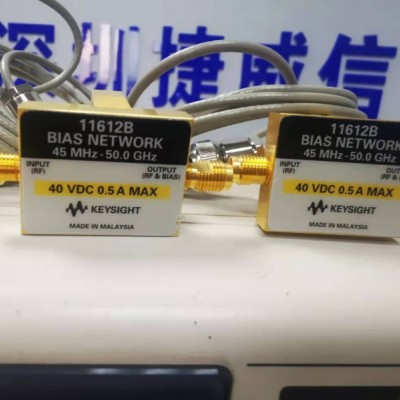 深圳捷威信
11612B
BIAS NETWORK
45 MHz - 50.0 GHz
INPUT
(RF)
OUTPUT
(RF & BIAS)
40 VDC 0.5 A MAX
KEYSIGHT
MADE IN MALAYSIA
11612B
BIAS NETWORK
45 MHz - 50.0 GHz
INPUT
(RF)
OUTPUT
(RF & BIAS)
40 VDC 0.5 A MAX
KEYSIGHT
MADE IN MALAYSIA